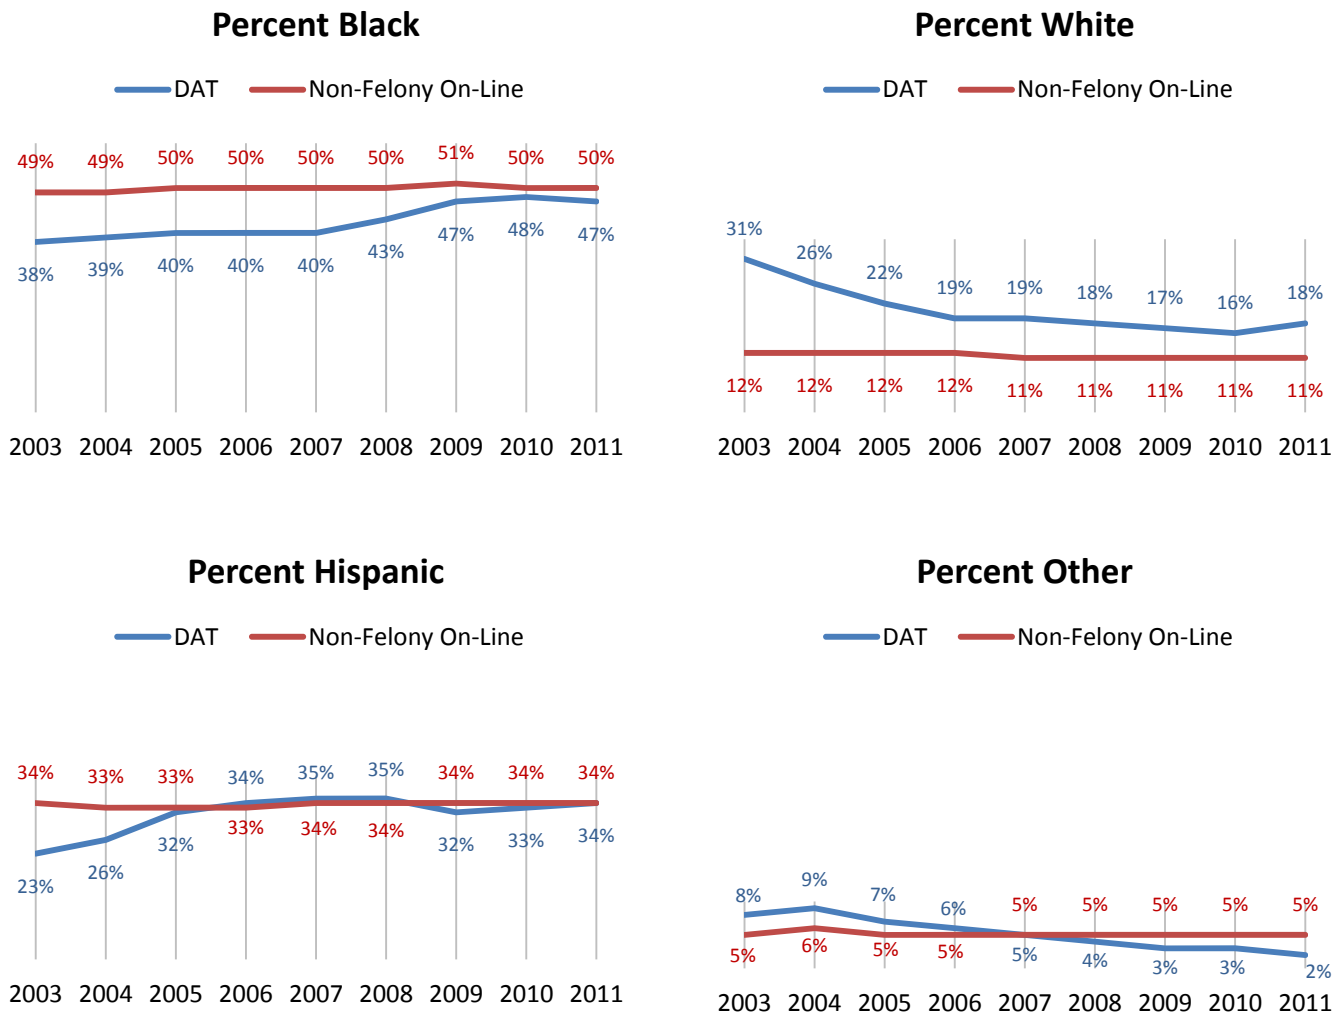 Percent Black
DAT Non-Felony On-Line
49% 49% 50% 50% 50% 50% 51% 50% 50%
38% 39% 40% 40% 40% 43% 47% 48% 47%
2003 2004 2005 2006 2007 2008 2009 2010 2011
Percent White
DAT Non-Felony On-Line
31% 26% 22% 19% 19% 18% 17% 16% 18%
12% 12% 12% 12% 11% 11% 11% 11% 11%
2003 2004 2005 2006 2007 2008 2009 2010 2011
Percent Hispanic
DAT Non-Felony On-Line
34% 33% 33% 34% 35% 35% 34% 34% 34%
23% 26% 32% 33% 34% 34% 32% 33% 34%
2003 2004 2005 2006 2007 2008 2009 2010 2011
Percent Other
DAT Non-Felony On-Line
8% 9% 7% 6% 5% 5% 5% 5% 5%
5% 6% 5% 5% 5% 4% 3% 3% 2%
2003 2004 2005 2006 2007 2008 2009 2010 2011